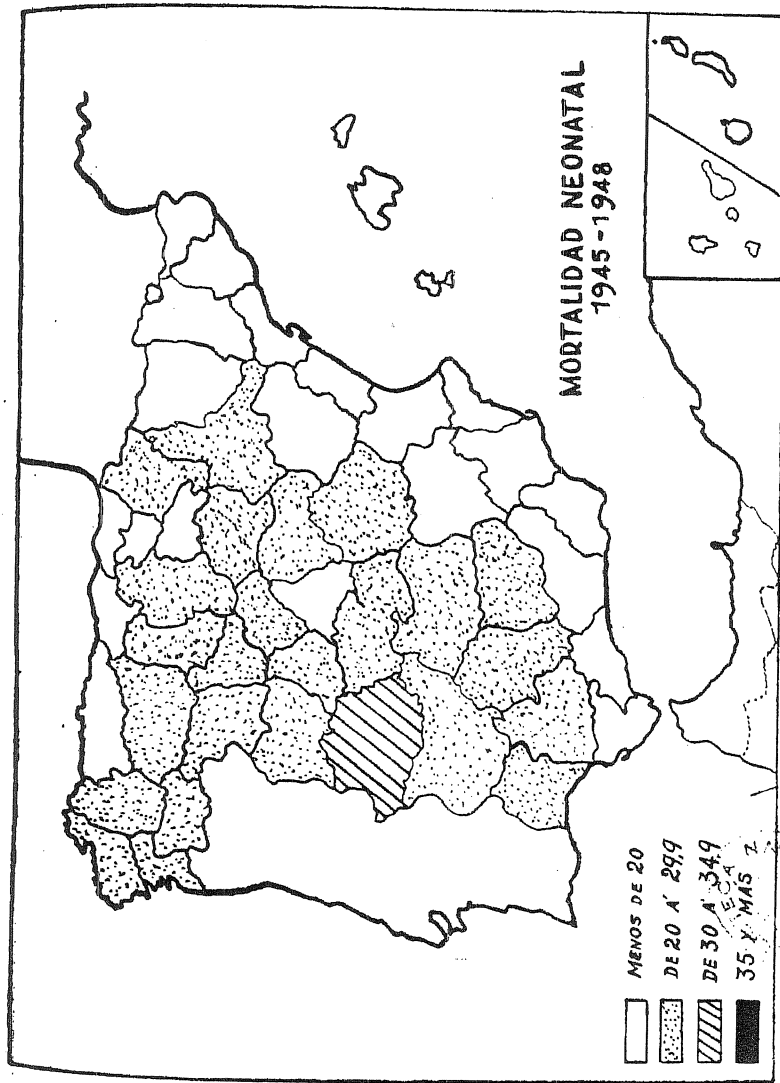 MORTALIDAD NEONATAL
1945-1948
MENOS DE 20
DE 20 A' 29,9
DE 30 A' 34,9
35 Y MAS